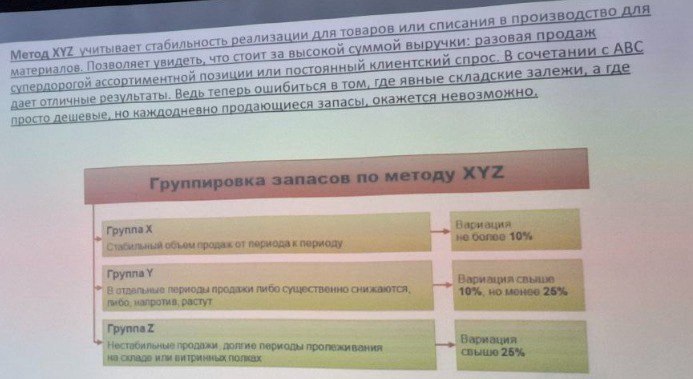 Метод XYZ учитывает стабильность реализации для товаров или списания в производство для
материалов. Позволяет увидеть, что стоит за высокой суммой выручки: разовая продаж
супердорогой ассортиментной позиции или постоянный клиентский спрос. В сочетании с АВС
дает отличные результаты. Ведь теперь ошибиться в том, где явные складские залежи, а где
просто дешевые, но каждодневно продающиеся запасы, окажется невозможно.
Группировка запасов по методу XYZ
Группа X
Стабильный объем продаж от периода к периоду
Вариация
не более 10%
Группа Y
В отдельные периоды продажи либо существенно снижаются,
либо, напротив, растут
Вариация свыше
10%, но менее 25%
Группа Z
Нестабильные продажи, долгие периоды пролеживания
на складе или витринных полках
Вариация
свыше 25%